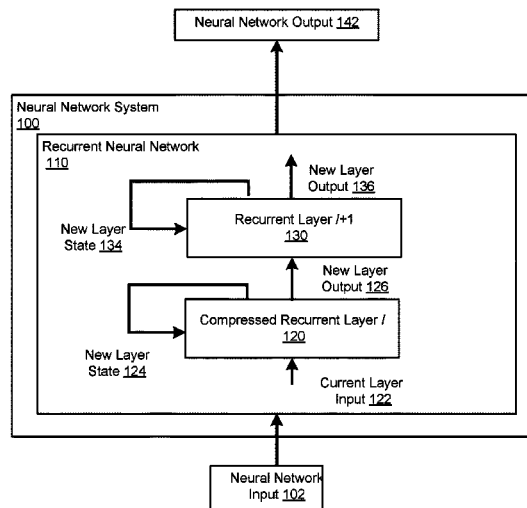 Neural Network Output 142
Neural Network System
100
Recurrent Neural Network
110
New Layer
Output 136
Recurrent Layer l+1
130
New Layer
State 134
New Layer
Output 126
Compressed Recurrent Layer l
120
New Layer
State 124
Current Layer
Input 122
Neural Network
Input 102